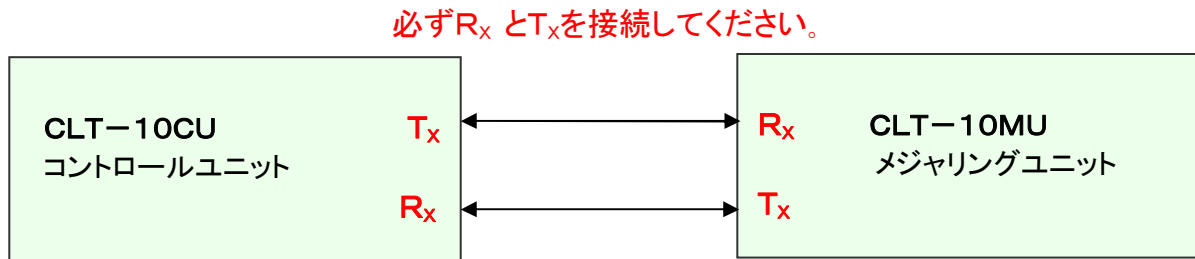 必ずRx とTxを接続してください。
CLT－10CU
コントロールユニット
Tx
Rx
Rx
Tx
CLT－10MU
メジャリングユニット